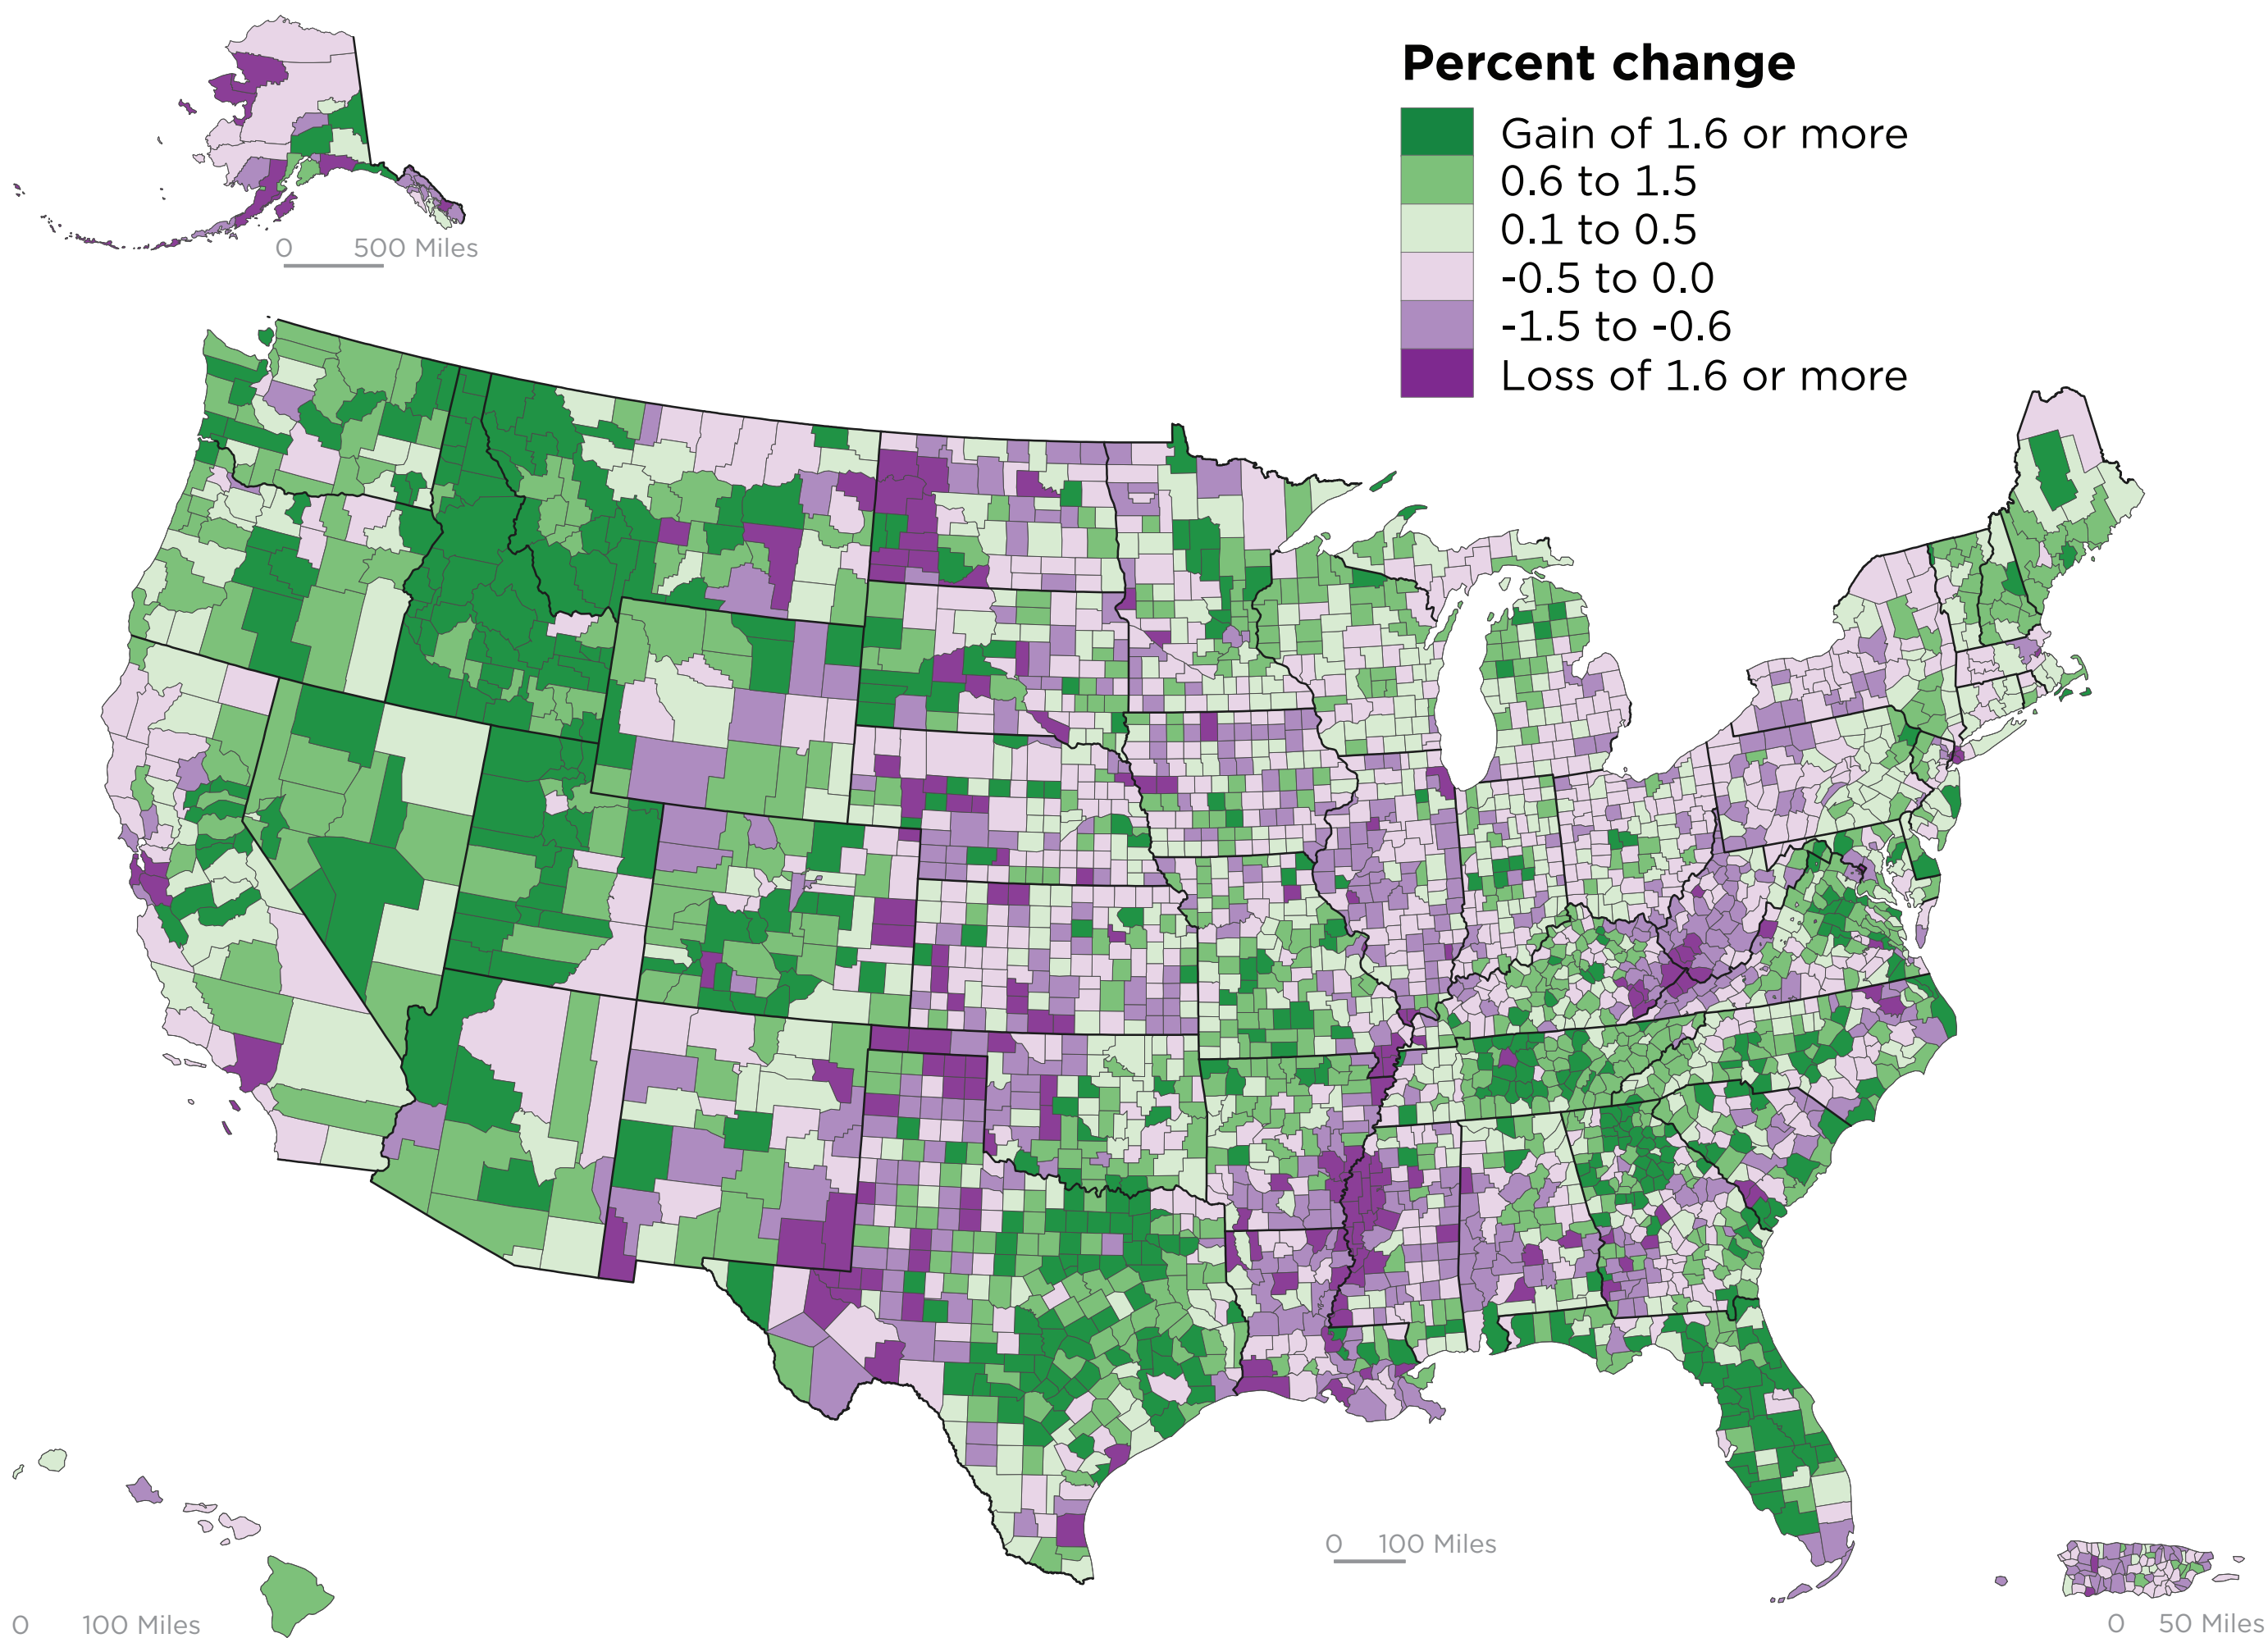 Percent change
Gain of 1.6 or more
0.6 to 1.5
0.1 to 0.5
-0.5 to 0.0
-1.5 to -0.6
Loss of 1.6 or more
0 500 Miles
0 100 Miles
0 100 Miles
0 50 Miles